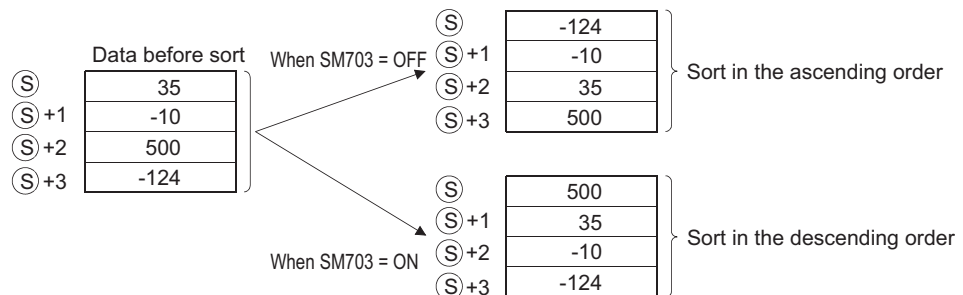 Data before sort
Ⓢ 35
Ⓢ+1 -10
Ⓢ+2 500
Ⓢ+3 -124
When SM703 = OFF
Ⓢ -124
Ⓢ+1 -10
Ⓢ+2 35
Ⓢ+3 500
Sort in the ascending order
When SM703 = ON
Ⓢ 500
Ⓢ+1 35
Ⓢ+2 -10
Ⓢ+3 -124
Sort in the descending order